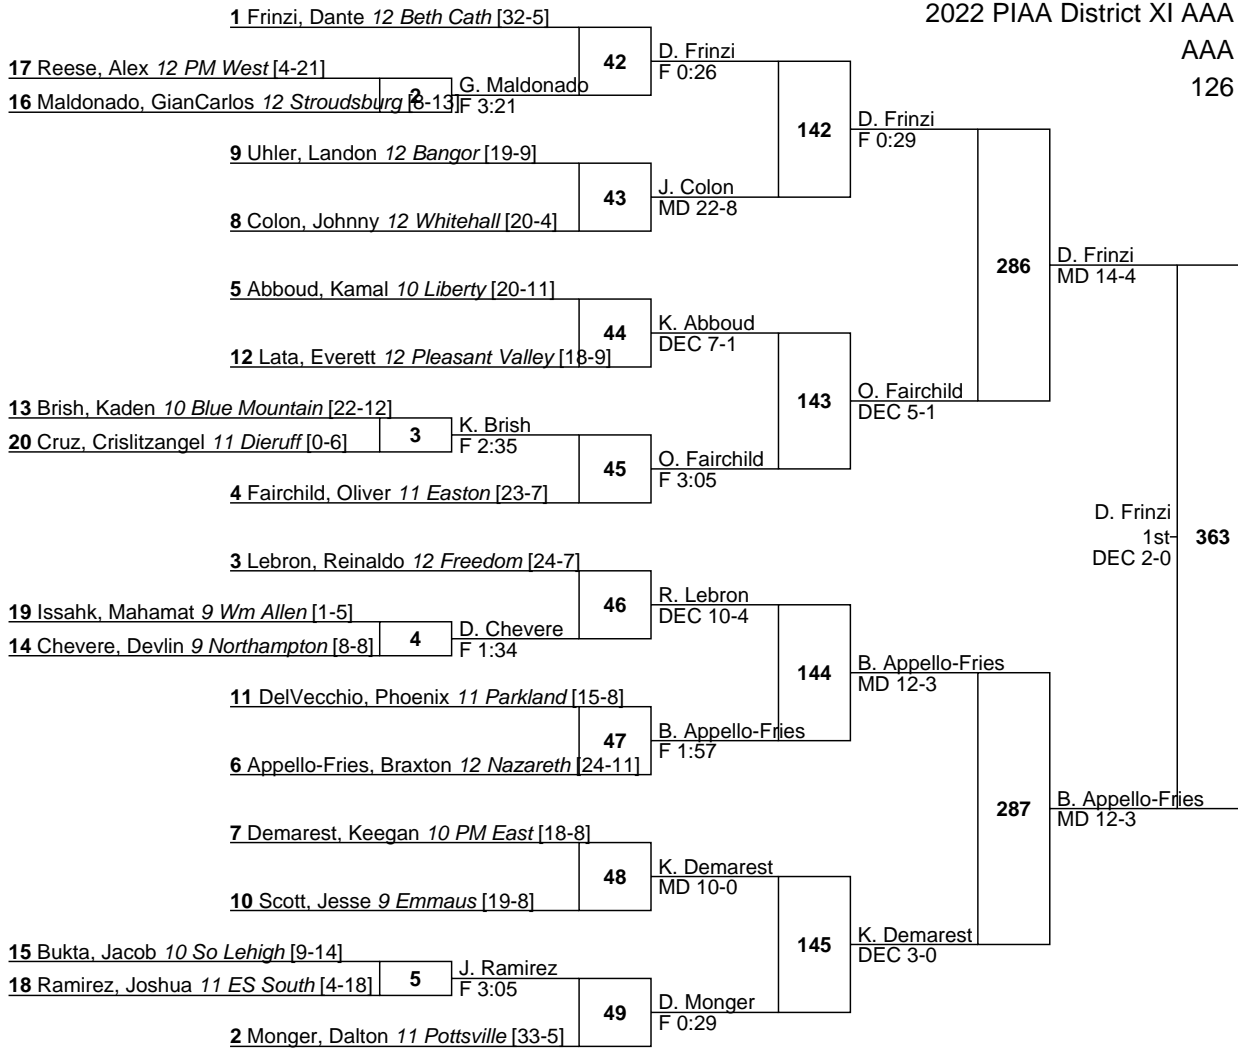 2022 PIAA District XI AAA
AAA
126
1 Frinzi, Dante 12 Beth Cath [32-5]
17 Reese, Alex 12 PM West [4-21]
16 Maldonado, GianCarlos 12 Stroudsburg [8-13]
2
G. Maldonado
F 3:21
42
D. Frinzi
F 0:26
9 Uhler, Landon 12 Bangor [19-9]
8 Colon, Johnny 12 Whitehall [20-4]
43
J. Colon
MD 22-8
142
D. Frinzi
F 0:29
5 Abboud, Kamal 10 Liberty [20-11]
12 Lata, Everett 12 Pleasant Valley [18-9]
44
K. Abboud
DEC 7-1
13 Brish, Kaden 10 Blue Mountain [22-12]
20 Cruz, Crislitzangel 11 Dieruff [0-6]
3
K. Brish
F 2:35
4 Fairchild, Oliver 11 Easton [23-7]
45
O. Fairchild
F 3:05
143
O. Fairchild
DEC 5-1
286
D. Frinzi
MD 14-4
3 Lebron, Reinaldo 12 Freedom [24-7]
19 Issahk, Mahamat 9 Wm Allen [1-5]
14 Chevere, Devlin 9 Northampton [8-8]
4
D. Chevere
F 1:34
46
R. Lebron
DEC 10-4
11 DelVecchio, Phoenix 11 Parkland [15-8]
6 Appello-Fries, Braxton 12 Nazareth [24-11]
47
B. Appello-Fries
F 1:57
144
B. Appello-Fries
MD 12-3
7 Demarest, Keegan 10 PM East [18-8]
10 Scott, Jesse 9 Emmaus [19-8]
48
K. Demarest
MD 10-0
15 Bukta, Jacob 10 So Lehigh [9-14]
18 Ramirez, Joshua 11 ES South [4-18]
5
J. Ramirez
F 3:05
2 Monger, Dalton 11 Pottsville [33-5]
49
D. Monger
F 0:29
145
K. Demarest
DEC 3-0
287
B. Appello-Fries
MD 12-3
D. Frinzi
1st
DEC 2-0
363